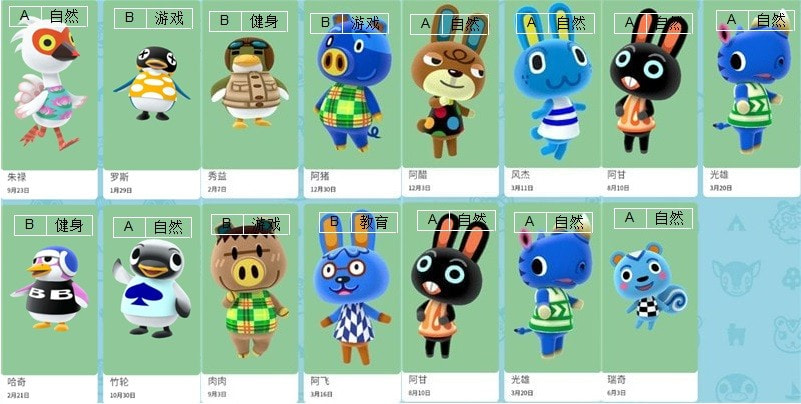 A 自然
B 游戏
B 健身
B 游戏
A 自然
A 自然
A 自然
A 自然
朱禄
罗斯
秀益
阿猪
阿醋
风杰
阿甘
光雄
9月23日
1月29日
2月7日
12月30日
12月3日
3月11日
8月10日
3月20日
B 健身
A 自然
B 游戏
B 教育
A 自然
A 自然
A 自然
哈奇
竹轮
肉肉
阿飞
阿甘
光雄
瑞奇
2月21日
10月30日
9月3日
3月16日
8月10日
3月20日
6月3日
BB